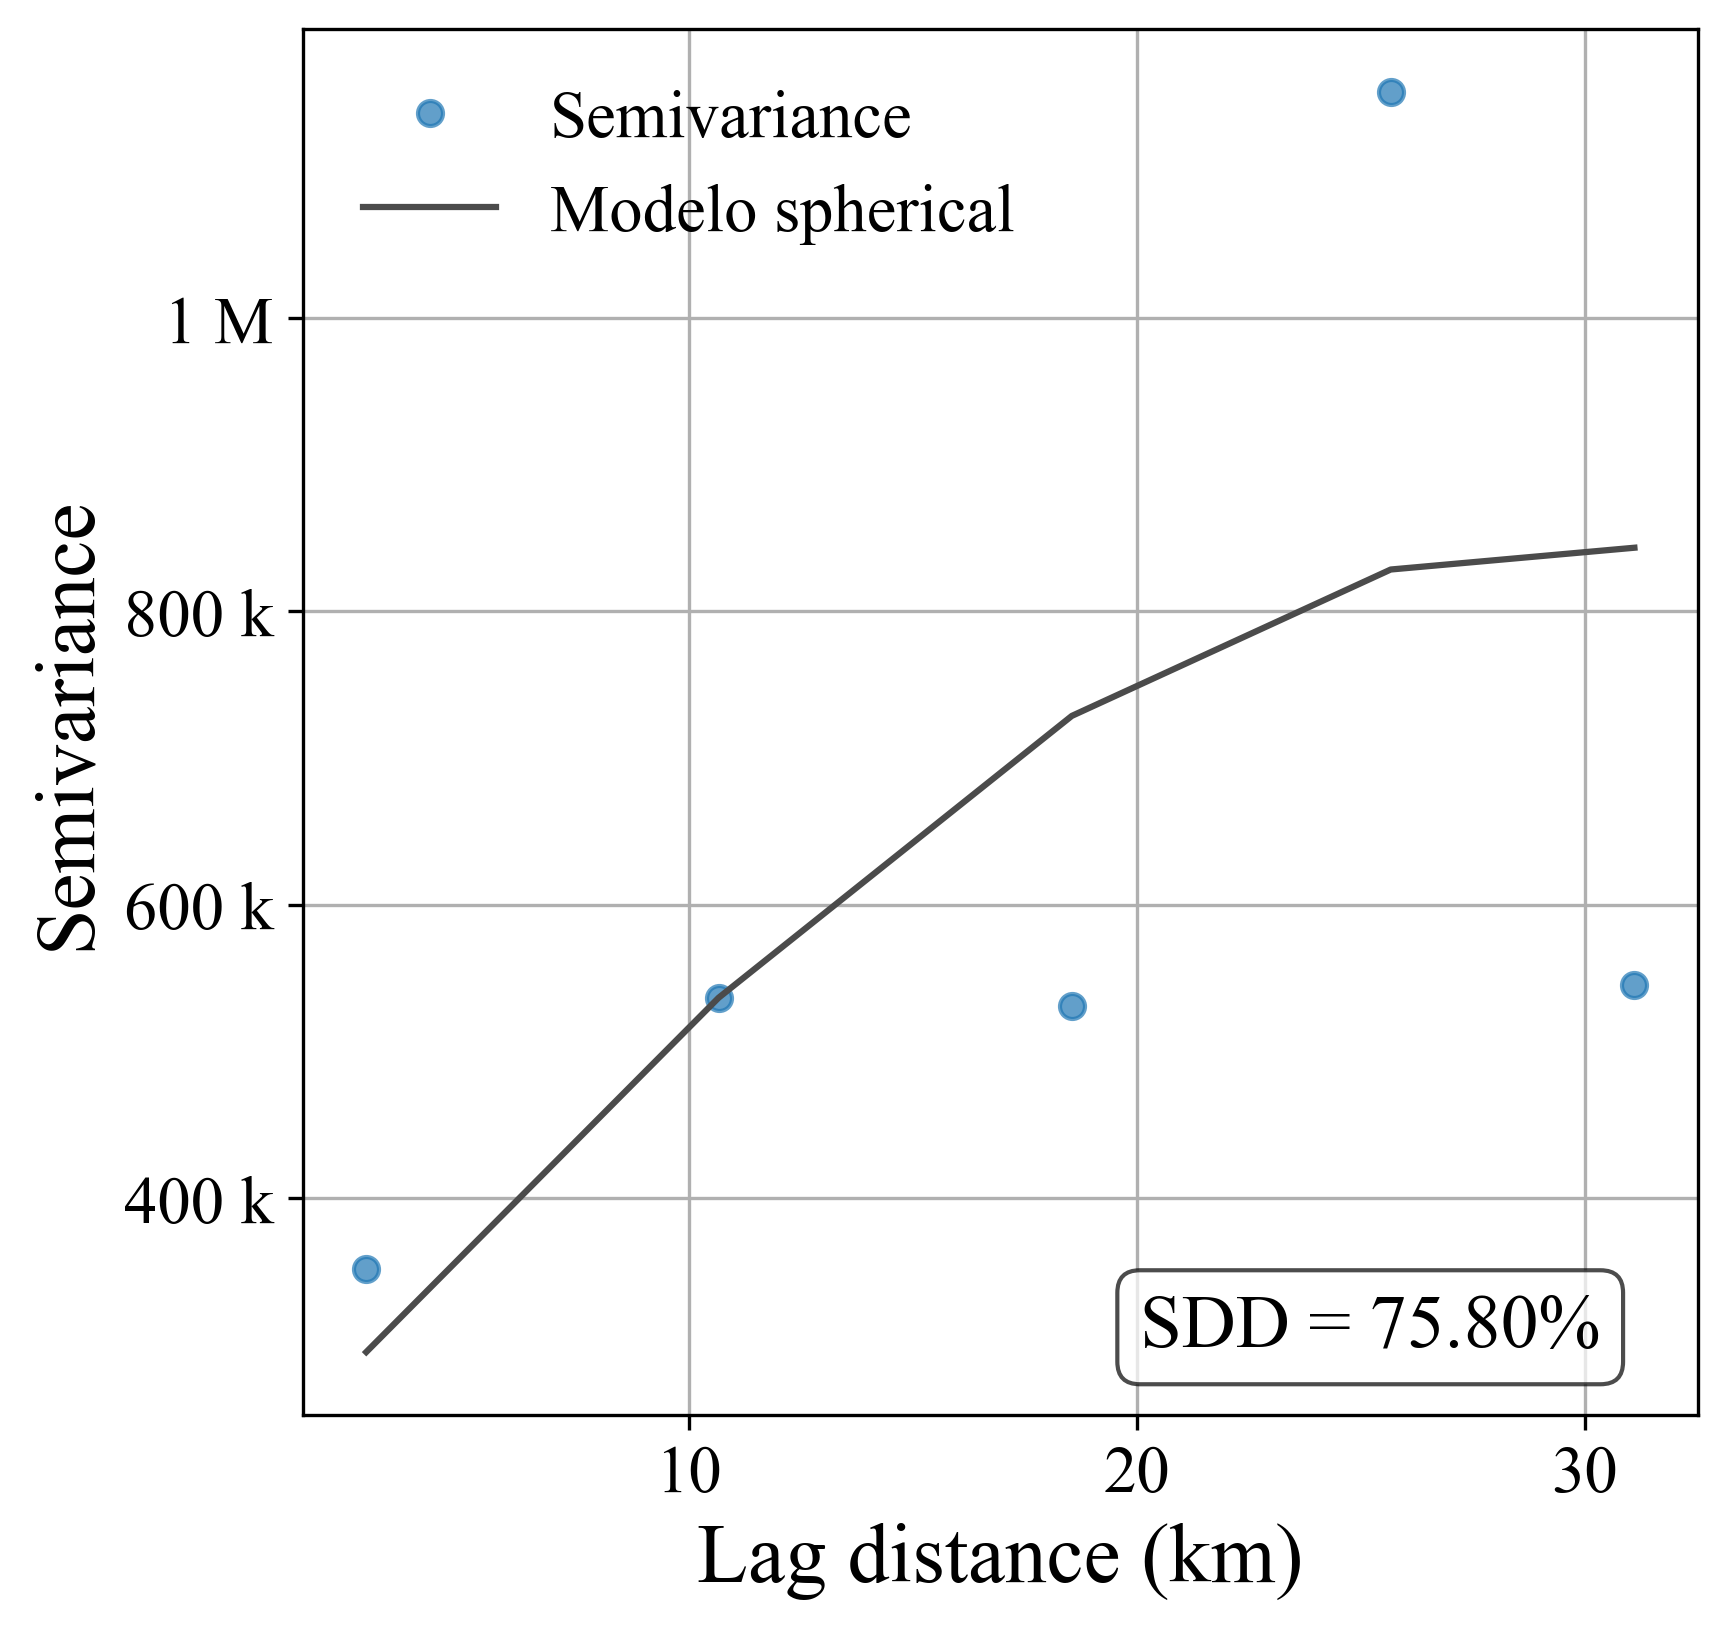 Semivariance
Modelo spherical
1 M
800 k
600 k
400 k
Semivariance
SDD = 75.80%
10
20
30
Lag distance (km)